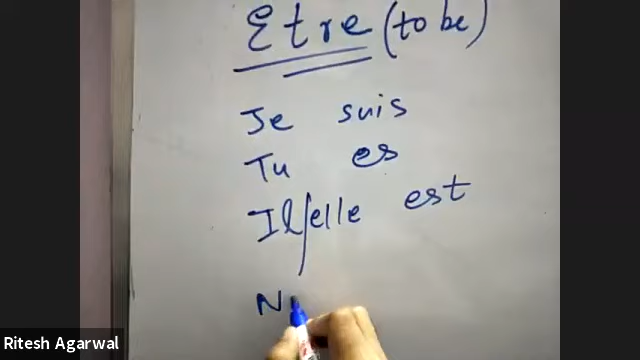 Etre (to be)
Je suis
Tu es
Il/elle est
N
Ritesh Agarwal